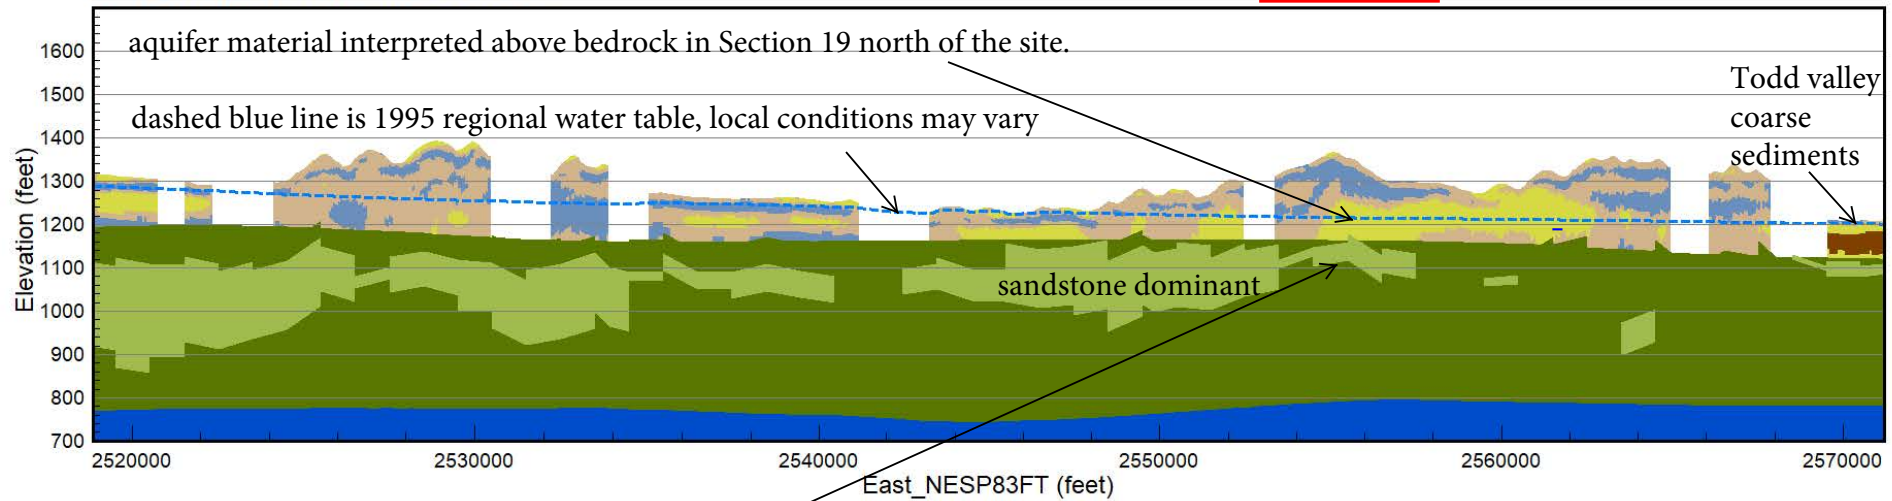 aquifer material interpreted above bedrock in Section 19 north of the site.
dashed blue line is 1995 regional water table, local conditions may vary
Todd valley
coarse
sediments
sandstone dominant
Elevation (feet)
1600
1500
1400
1300
1200
1100
1000
900
800
700
2520000 2530000 2540000 2550000 2560000 2570000
East_NESP83FT (feet)